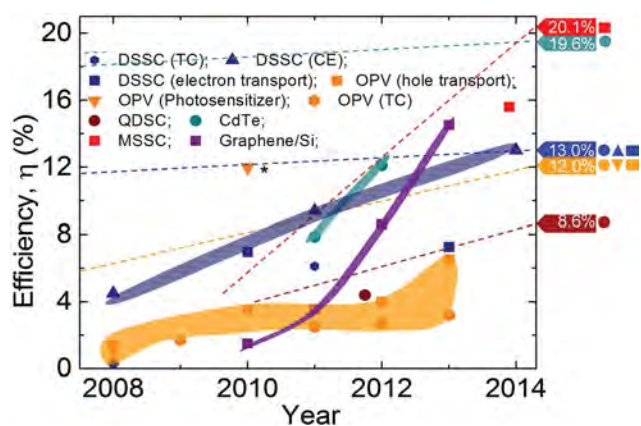 20
16
12
8
4
0
Efficiency, η (%)
DSSC (TC); DSSC (CE);
DSSC (electron transport); OPV (hole transport);
OPV (Photosensitizer); OPV (TC)
QDSC; CdTe;
MSSC; Graphene/Si;
*
20.1%
19.6%
13.0%
12.0%
8.6%
2008 2010 2012 2014
Year